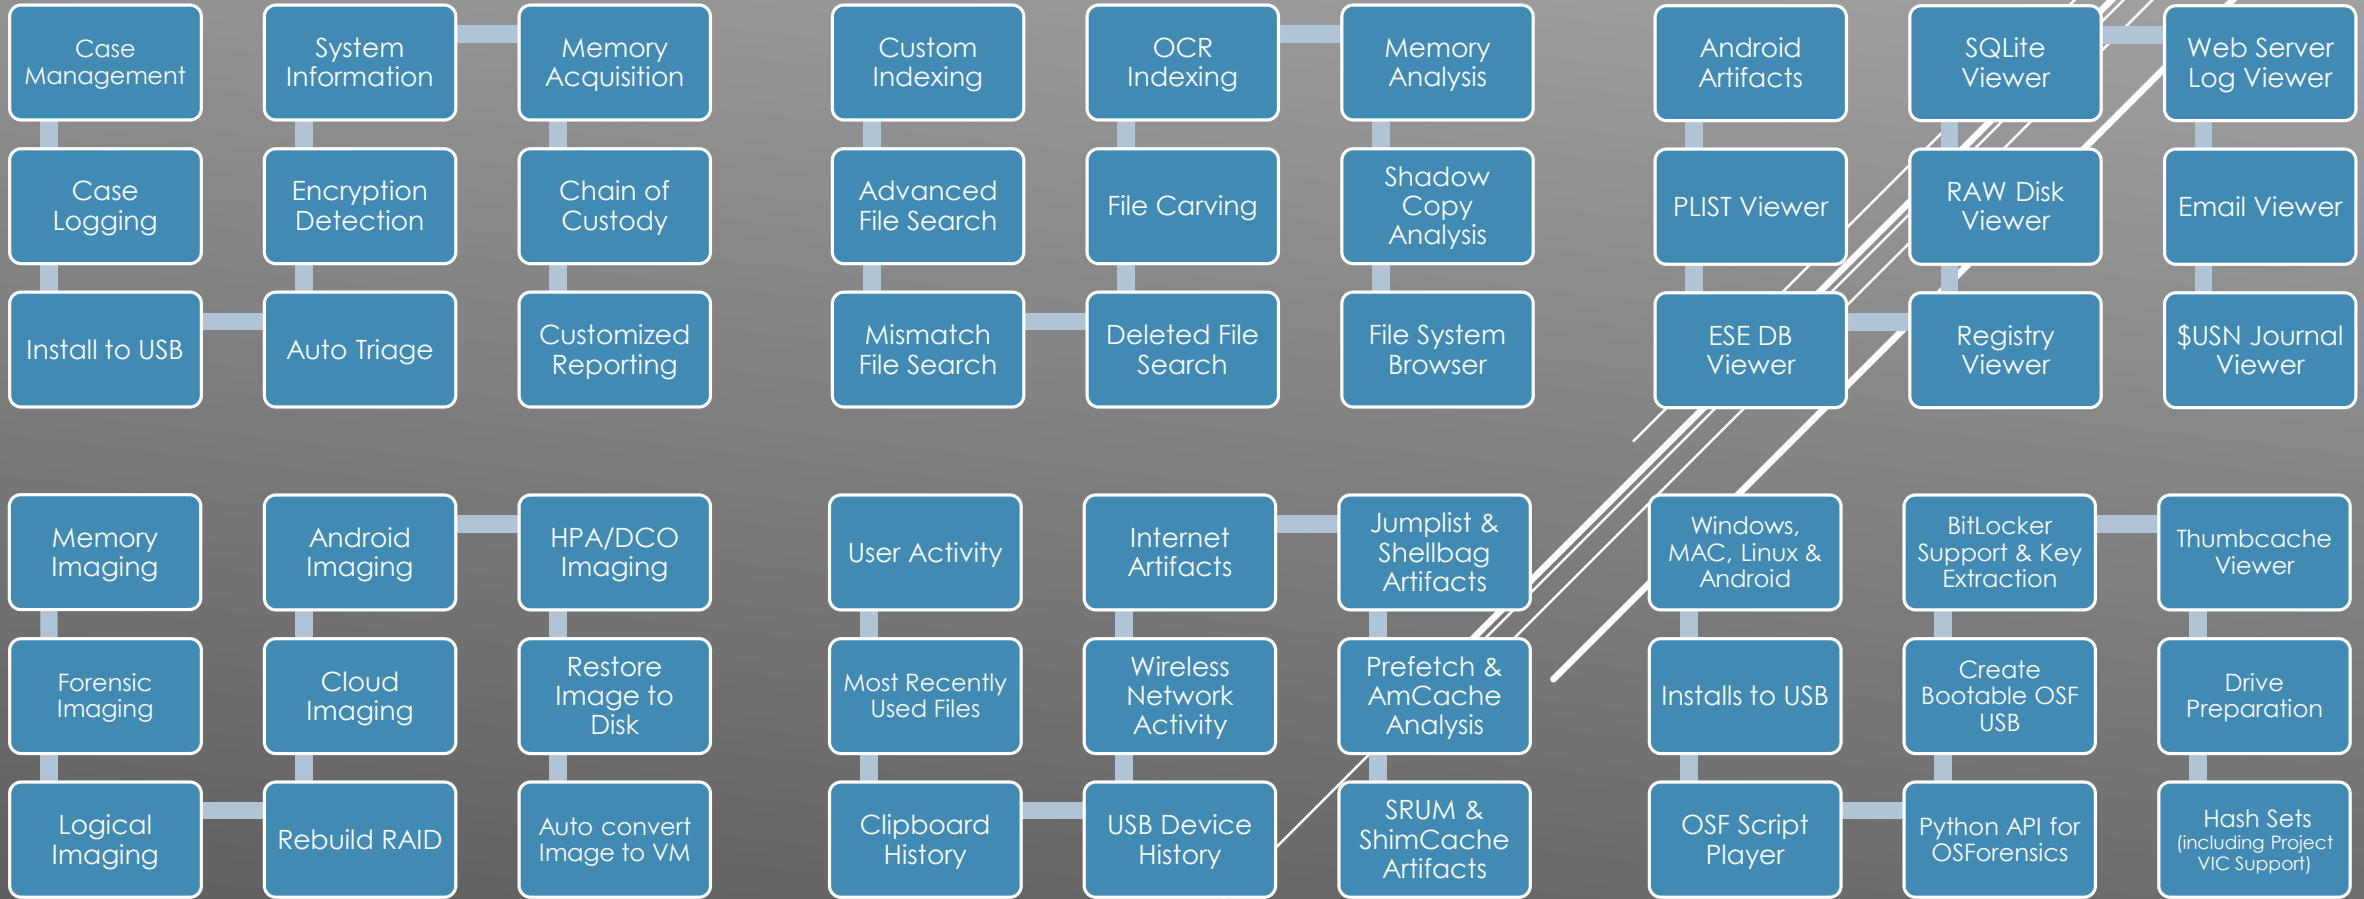 Case
Management
Case
Logging
Install to USB
Auto Triage
Encryption
Detection
System
Information
Memory
Acquisition
Chain of
Custody
Customized
Reporting
Custom
Indexing
Advanced
File Search
Mismatch
File Search
Deleted File
Search
File Carving
OCR
Indexing
Memory
Analysis
Shadow
Copy
Analysis
File System
Browser
Android
Artifacts
PLIST Viewer
ESE DB
Viewer
Registry
Viewer
RAW Disk
Viewer
SQLite
Viewer
Web Server
Log Viewer
Email Viewer
$USN Journal
Viewer
Memory
Imaging
Forensic
Imaging
Logical
Imaging
Rebuild RAID
Cloud
Imaging
Android
Imaging
HPA/DCO
Imaging
Restore
Image to
Disk
Auto convert
Image to VM
User Activity
Most Recently
Used Files
Clipboard
History
USB Device
History
Wireless
Network
Activity
Internet
Artifacts
Jumplist &
Shellbag
Artifacts
Prefetch &
AmCache
Analysis
SRUM &
ShimCache
Artifacts
Windows,
MAC, Linux &
Android
Installs to USB
OSF Script
Player
Python API for
OSForensics
Create
Bootable OSF
USB
BitLocker
Support & Key
Extraction
Thumbcache
Viewer
Drive
Preparation
Hash Sets
(including Project
VIC Support)